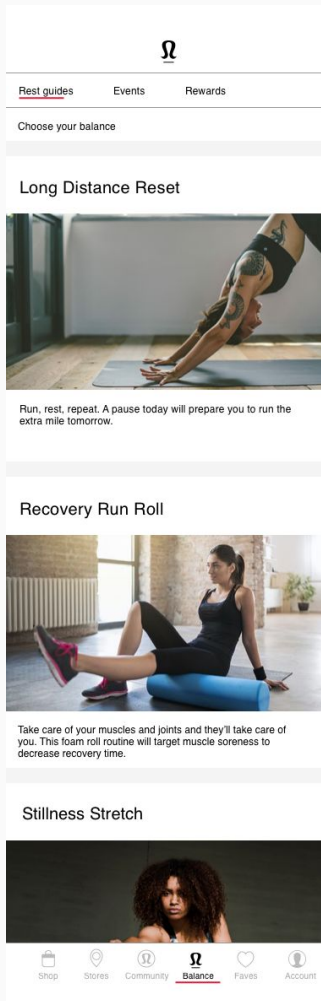 Rest guides Events Rewards
Choose your balance
Long Distance Reset
Run, rest, repeat. A pause today will prepare you to run the
extra mile tomorrow.
Recovery Run Roll
Take care of your muscles and joints and they'll take care of
you. This foam roll routine will target muscle soreness to
decrease recovery time.
Stillness Stretch
Shop Stores Community Balance Faves Account